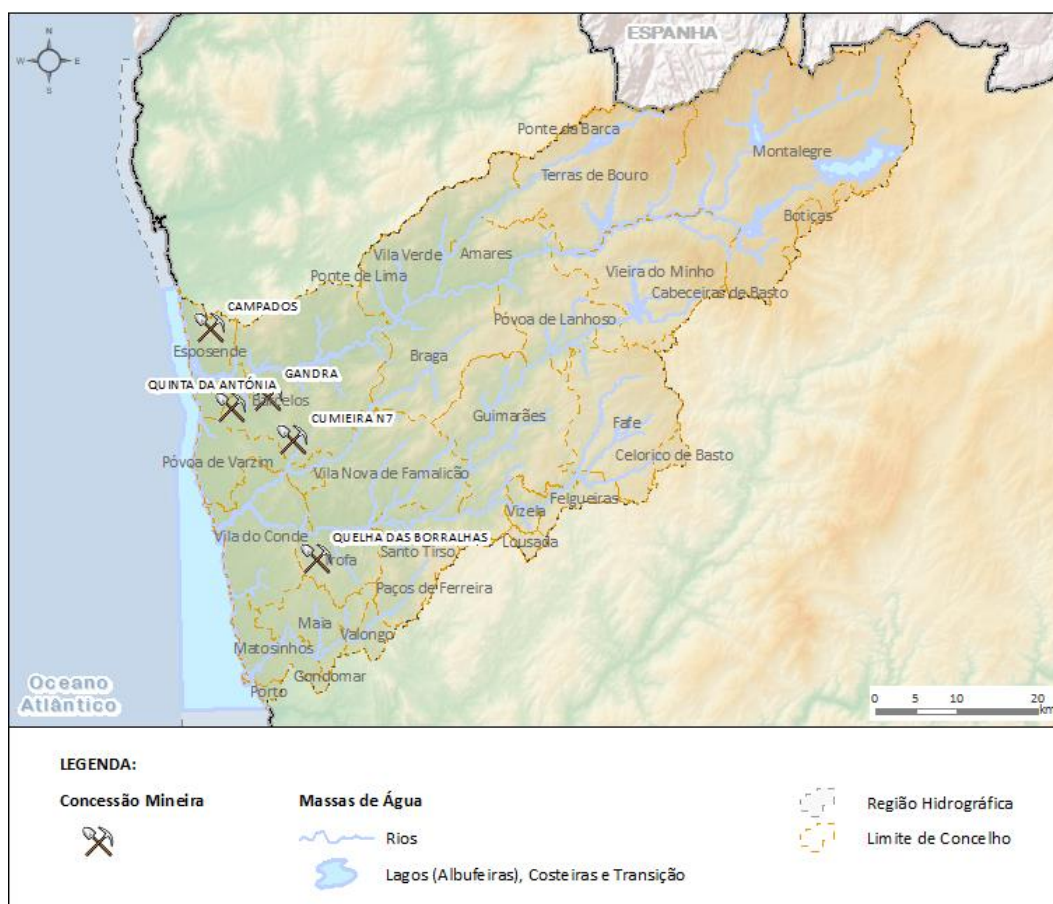 ESPANHA
N
W E
S
Ponte da Barca
Montalegre
Terras de Bouro
Boticas
Vila Verde
Amares
Ponte de Lima
Vieira do Minho
Cabeceiras de Basto
CAMPADOS
Póvoa de Lanhoso
Esposende
Braga
GANDRA
QUINTA DA ANTÓNIA
Barcelos
CUMIEIRA N7
Guimarães
Fafe
Celorico de Basto
Póvoa de Varzim
Vila Nova de Famalicão
Felgueiras
Vizela
Vila do Conde
QUELHA DAS BORRALHAS
Lousada
Santo Tirso
Trofa
Paços de Ferreira
Maia
Valongo
Matosinhos
Gondomar
Porto
Oceano
Atlântico
0 5 10 20
km
LEGENDA:
Concessão Mineira
Massas de Água
Rios
Lagos (Albufeiras), Costeiras e Transição
Região Hidrográfica
Limite de Concelho